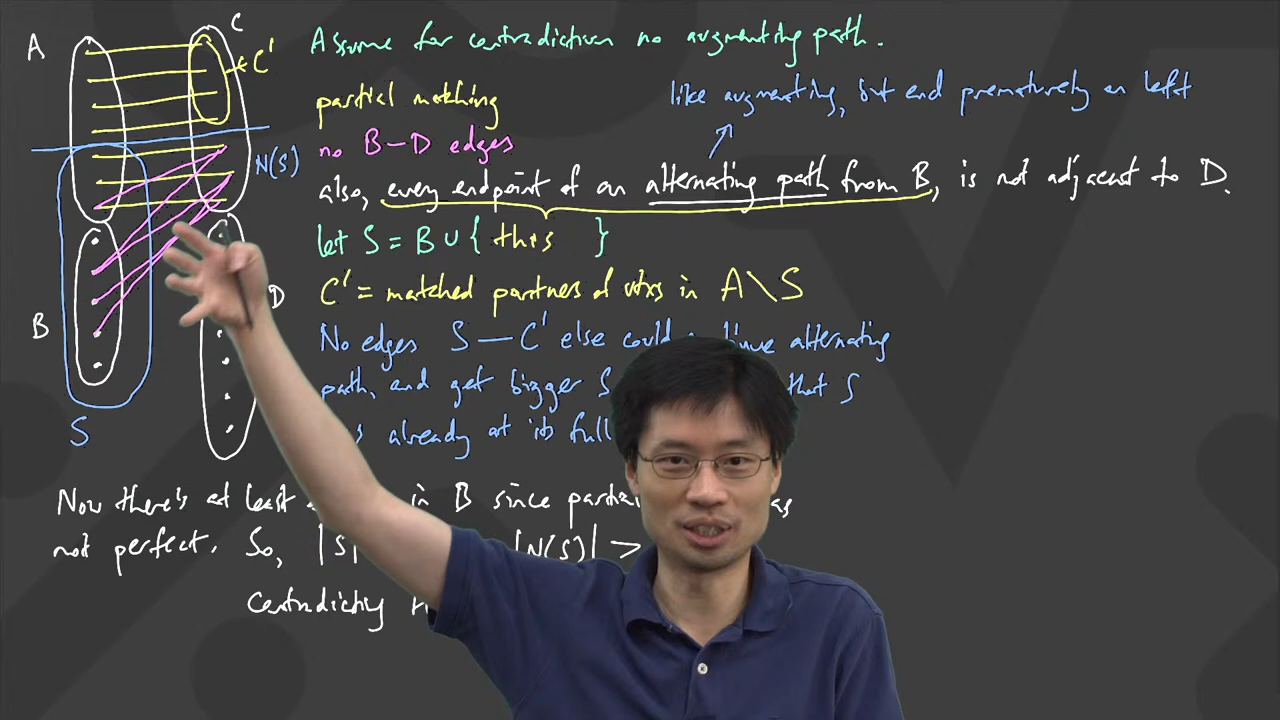 A
C
C'
N(S)
B
D
S
Assume for contradiction no augmenting path.
partial matching
like augmenting, but end prematurely on left
no B-D edges
also, every endpoint of an alternating path from B, is not adjacent to D.
let S = B ∪ { this }
C' = matched partners of vtxs in A \ S
No edges S — C' else could alternating
path, and get bigger S that S
already at its full
Now there's at least in B since as
not perfect. So, |S| |N(S)| >
Contradicting